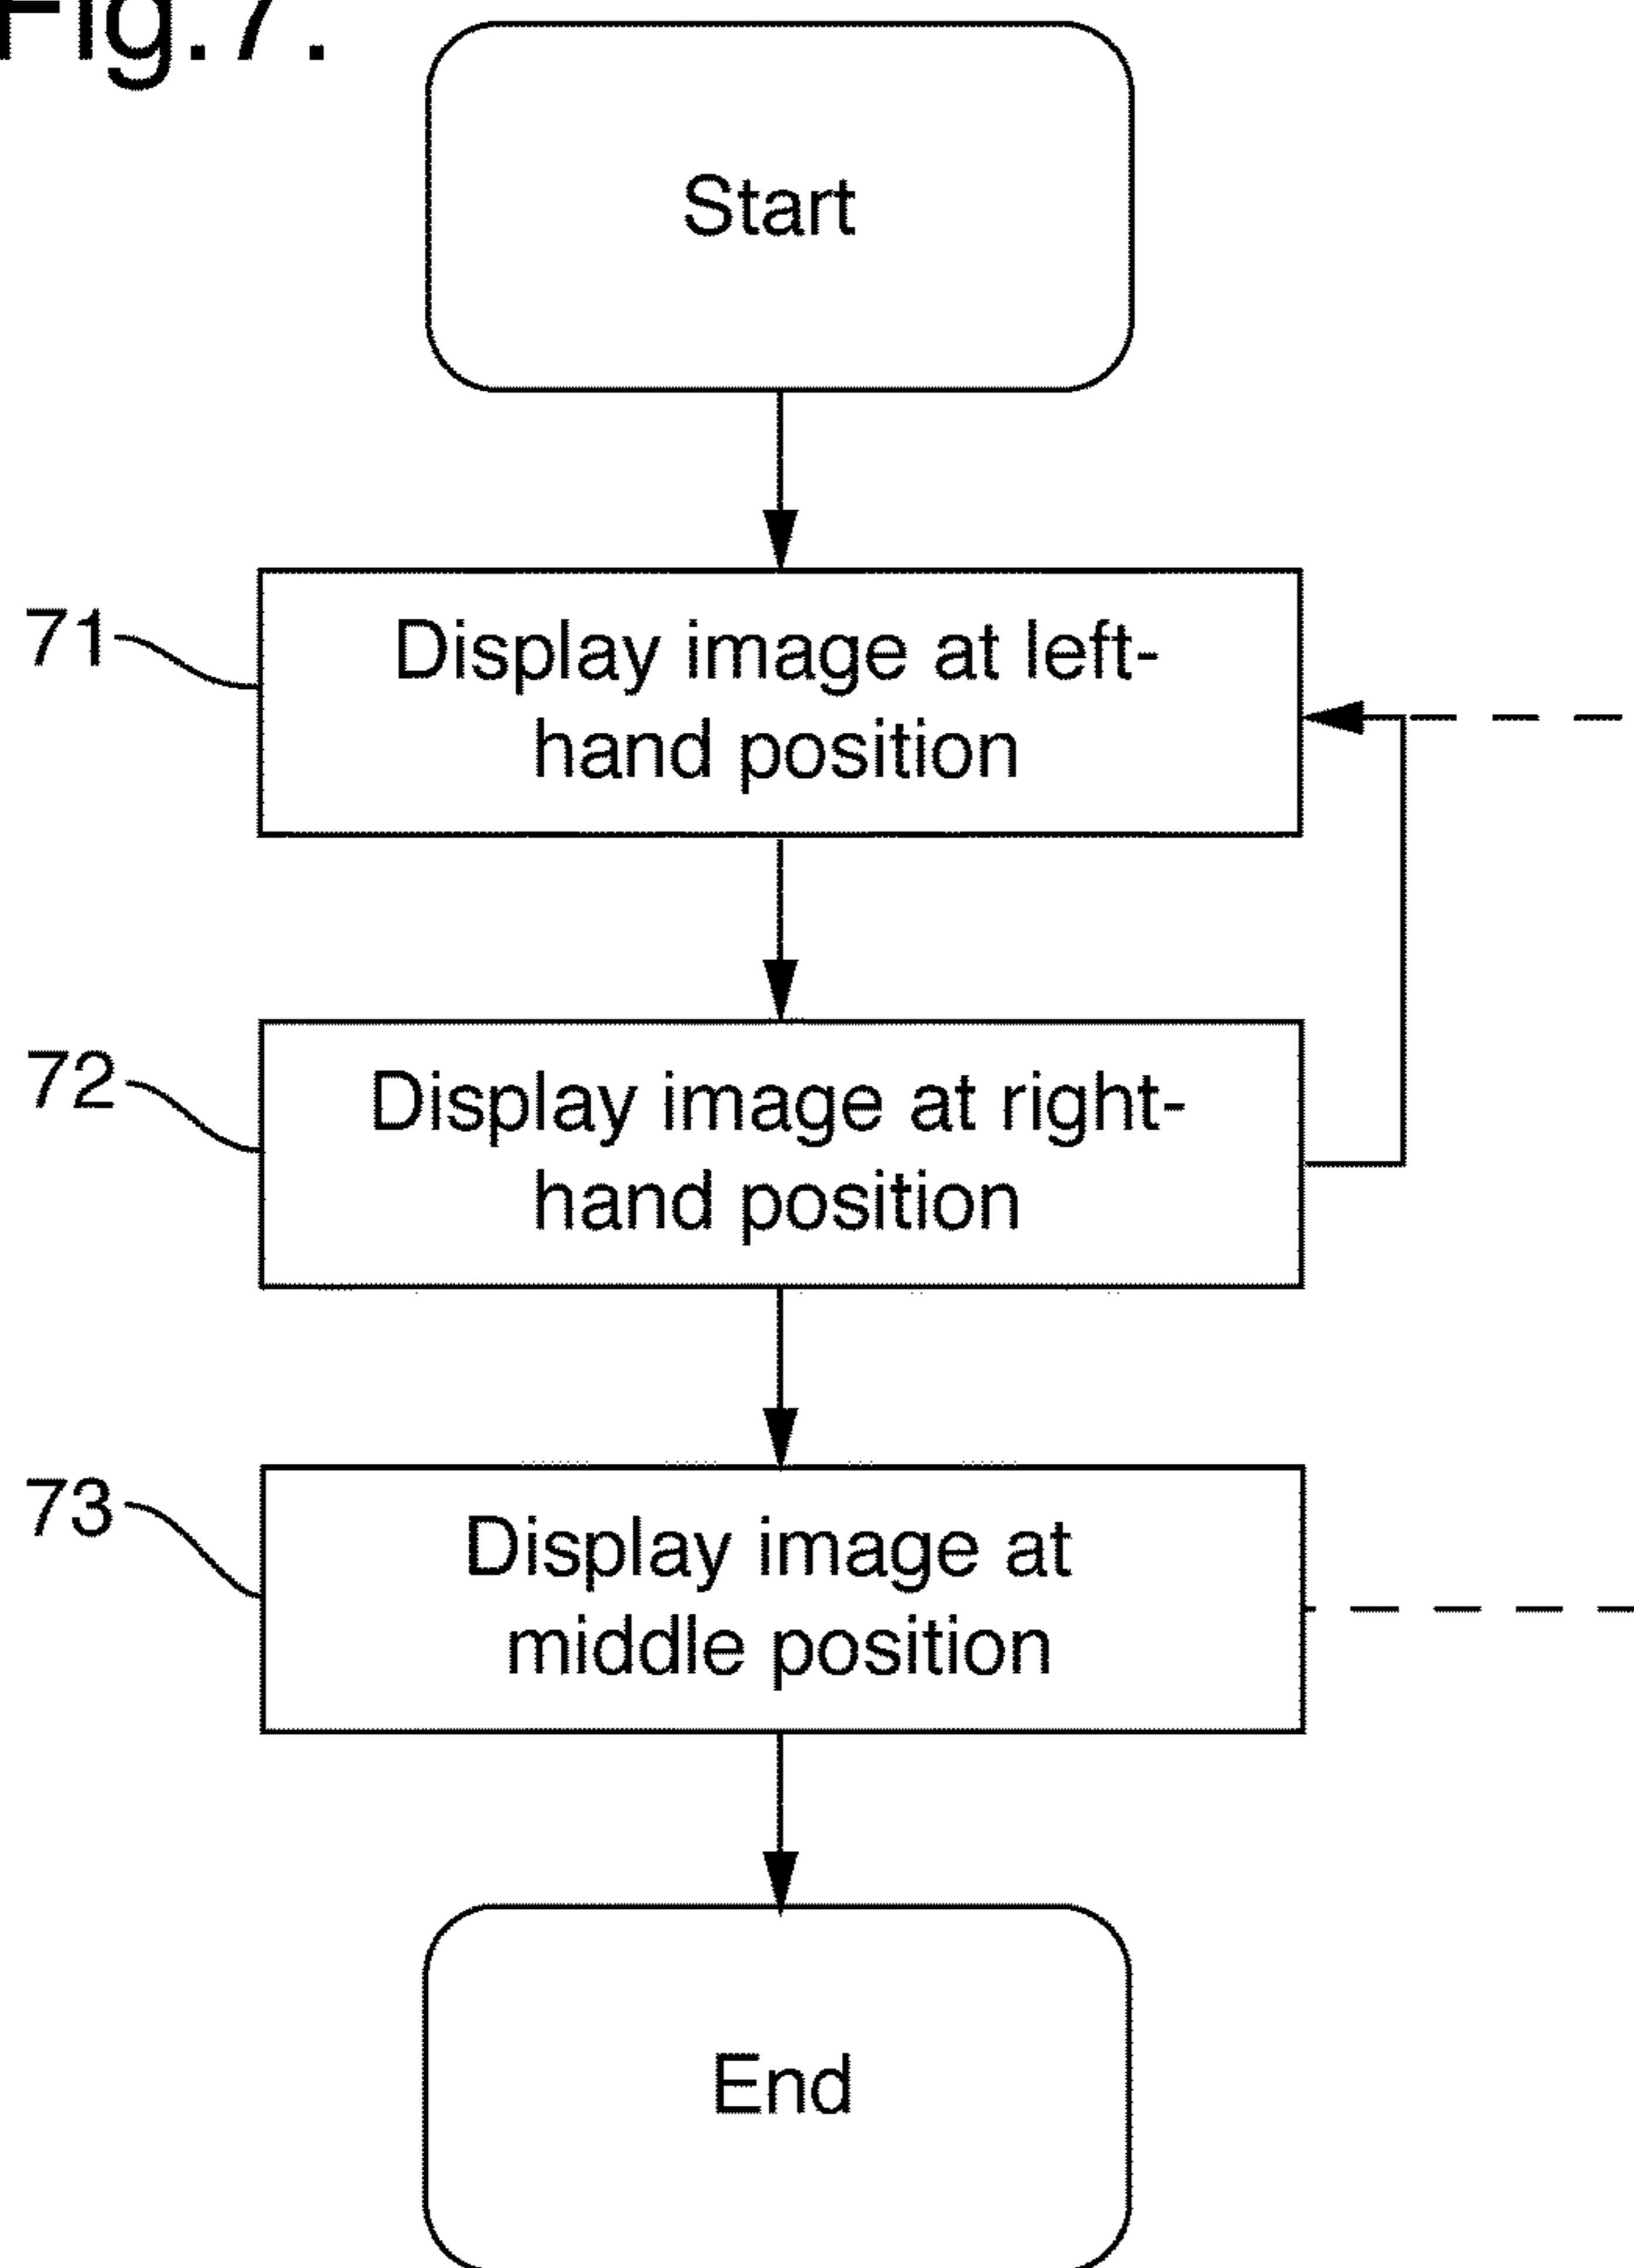 Fig.7.
Start
71
Display image at left-
hand position
72
Display image at right-
hand position
73
Display image at
middle position
End